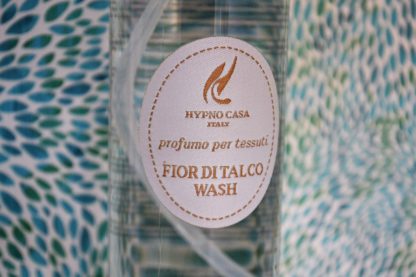 HYPNO CASA
ITALY
profumo per tessuti
FIOR DI TALCO
WASH